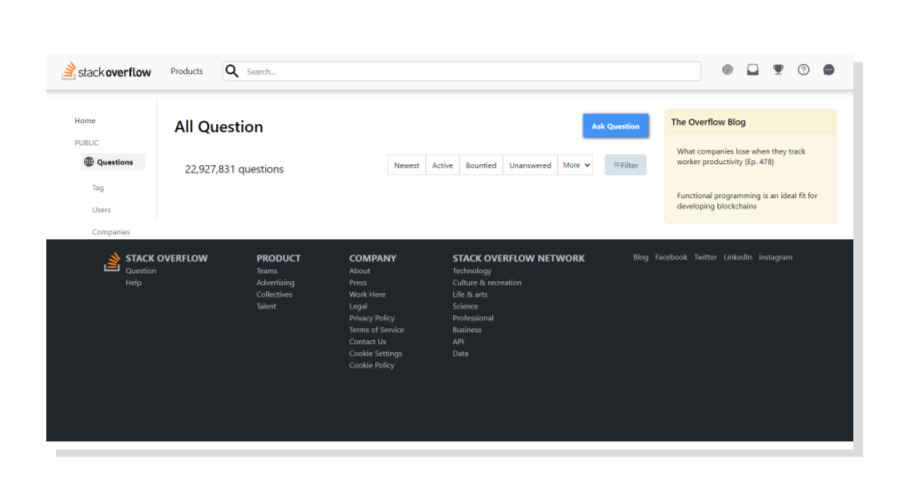 stack overflow Products Search...
Home
PUBLIC
Questions
Tag
Users
Companies
All Question
Ask Question
22,927,831 questions
Newest Active Bountied Unanswered More Filter
The Overflow Blog
What companies lose when they track
worker productivity (Ep. 478)
Functional programming is an ideal fit for
developing blockchains
STACK OVERFLOW
Question
Help
PRODUCT
Teams
Advertising
Collectives
Talent
COMPANY
About
Press
Work Here
Legal
Privacy Policy
Terms of Service
Contact Us
Cookie Settings
Cookie Policy
STACK OVERFLOW NETWORK
Technology
Culture & recreation
Life & arts
Science
Professional
Business
API
Data
Blog Facebook Twitter LinkedIn instagram